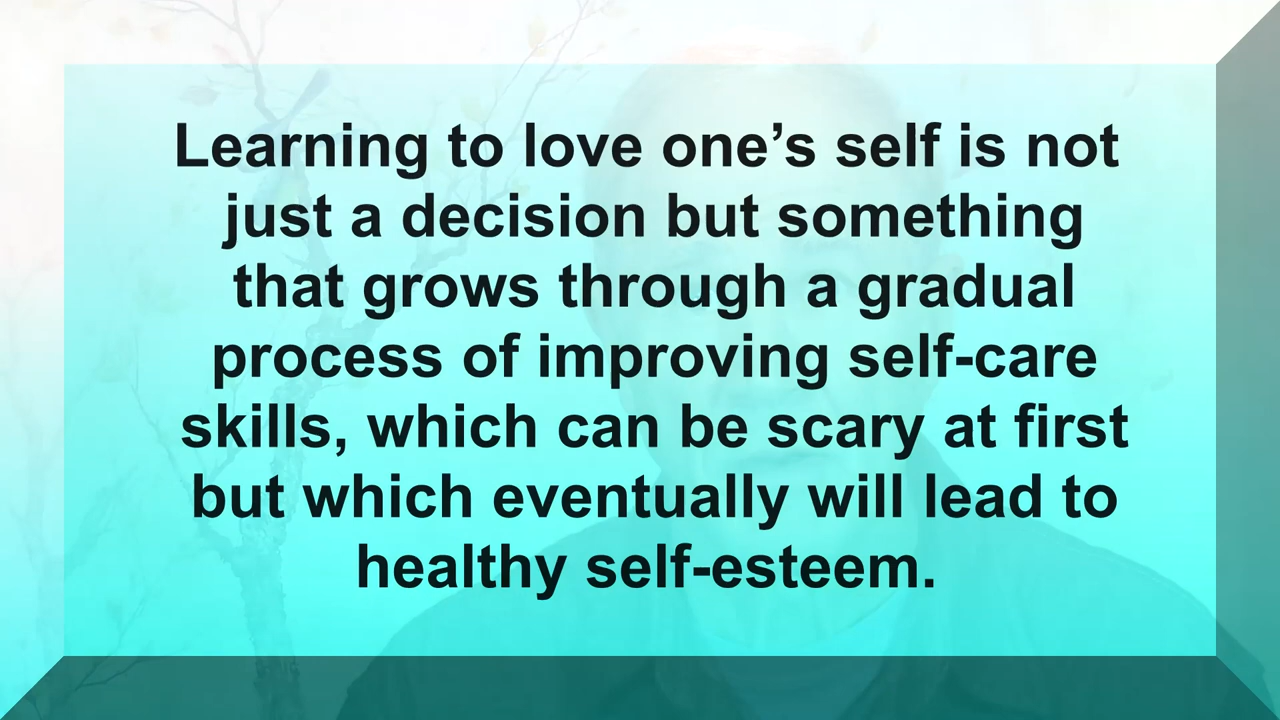 Learning to love one’s self is not
just a decision but something
that grows through a gradual
process of improving self-care
skills, which can be scary at first
but which eventually will lead to
healthy self-esteem.